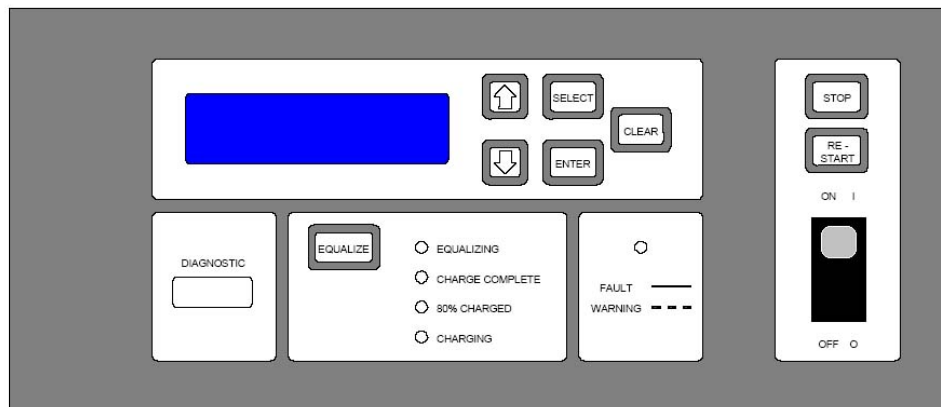 SELECT
CLEAR
ENTER
STOP
RE -
START
ON I
OFF O
DIAGNOSTIC
EQUALIZE
EQUALIZING
CHARGE COMPLETE
80% CHARGED
CHARGING
FAULT
WARNING